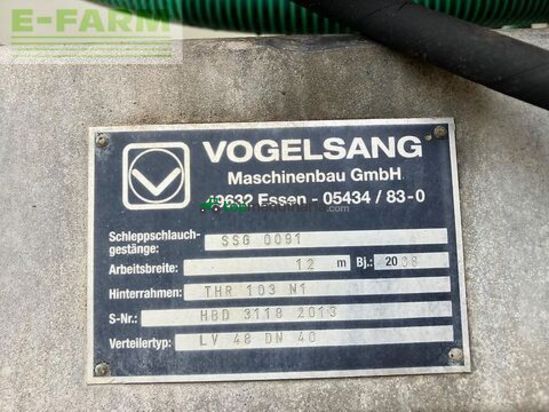 E-FARM
VOGELSANG
Maschinenbau GmbH
49632 Essen - 05434 / 83-0
Schleppschlauch-
gestänge: SSG 0091
Arbeitsbreite: 12 m Bj.: 2008
Hinterrahmen: THR 103 N1
S-Nr.: HBD 3118 2013
Verteilertyp: LV 48 DN 40